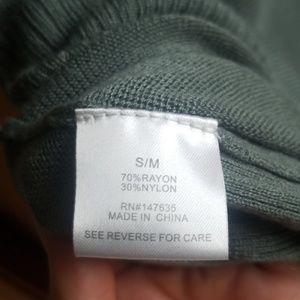 S/M
70%RAYON
30%NYLON
RN#147635
MADE IN CHINA
SEE REVERSE FOR CARE